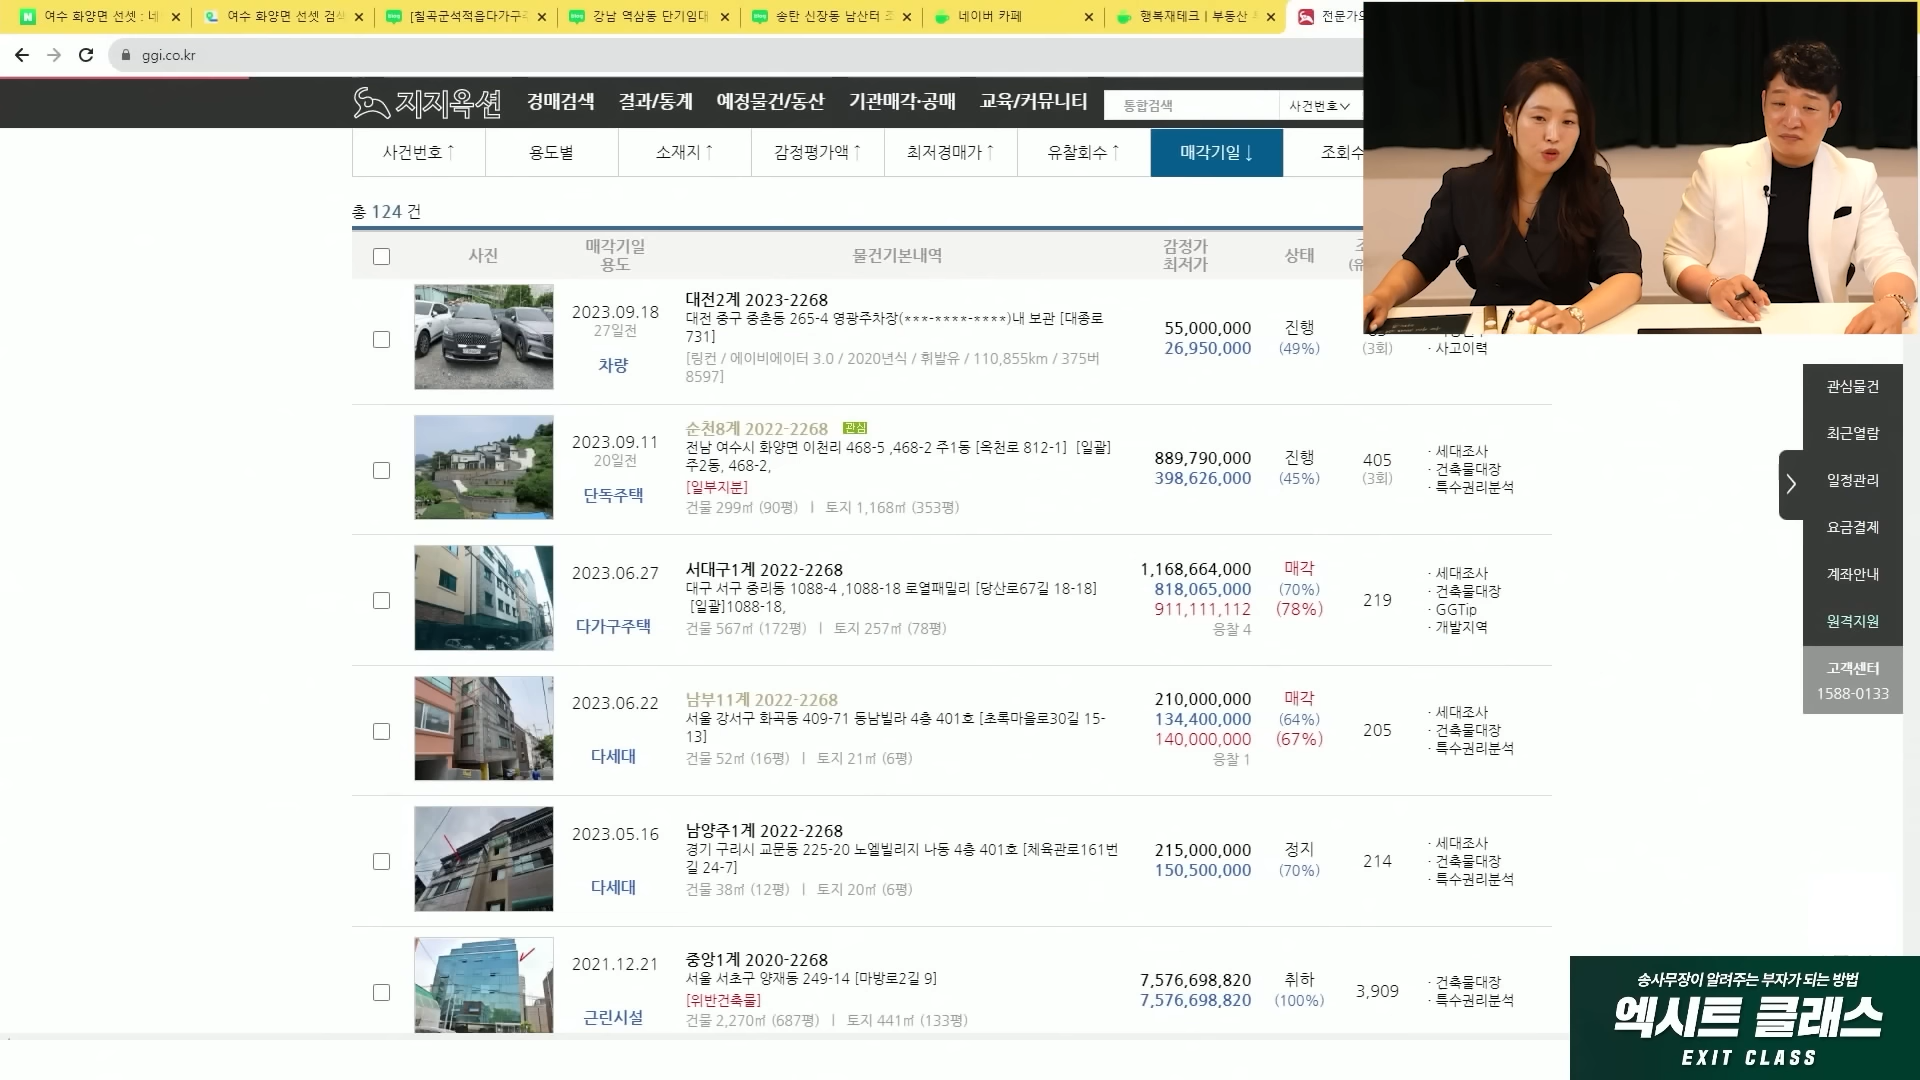 여수 화양면 선셋 : 네
여수 화양면 선셋 검색
[칠곡군석적읍다가구주
강남 역삼동 단기임대
송탄 신장동 남산터
네이버 카페
행복재테크 | 부동산
전문가의
ggi.co.kr
지지옥션
경매검색
결과/통계
예정물건/동산
기관매각·공매
교육/커뮤니티
통합검색
사건번호
사건번호↑
용도별
소재지↑
감정평가액↑
최저경매가↑
유찰회수↑
매각기일↓
조회수
총 124 건
사진
매각기일
용도
물건기본내역
감정가
최저가
상태
2023.09.18
27일전
차량
대전2계 2023-2268
대전 중구 중촌동 265-4 영광주차장(***-****-****)내 보관 [대종로
731]
[링컨 / 에이비에이터 3.0 / 2020년식 / 휘발유 / 110,855km / 375버
8597]
55,000,000
26,950,000
진행
(49%)
(3회)
· 사고이력
2023.09.11
20일전
단독주택
순천8계 2022-2268 관심
전남 여수시 화양면 이천리 468-5 ,468-2 주1동 [옥천로 812-1] [일괄]
주2동, 468-2,
[일부지분]
건물 299㎡ (90평) ㅣ 토지 1,168㎡ (353평)
889,790,000
398,626,000
진행
(45%)
405
(3회)
· 세대조사
· 건축물대장
· 특수권리분석
2023.06.27
다가구주택
서대구1계 2022-2268
대구 서구 중리동 1088-4 ,1088-18 로열패밀리 [당산로67길 18-18]
[일괄]1088-18,
건물 567㎡ (172평) ㅣ 토지 257㎡ (78평)
1,168,664,000
818,065,000
911,111,112
응찰 4
매각
(70%)
(78%)
219
· 세대조사
· 건축물대장
· GGTip
· 개발지역
2023.06.22
다세대
남부11계 2022-2268
서울 강서구 화곡동 409-71 동남빌라 4층 401호 [초록마을로30길 15-
13]
건물 52㎡ (16평) ㅣ 토지 21㎡ (6평)
210,000,000
134,400,000
140,000,000
응찰 1
매각
(64%)
(67%)
205
· 세대조사
· 건축물대장
· 특수권리분석
2023.05.16
다세대
남양주1계 2022-2268
경기 구리시 교문동 225-20 노엘빌리지 나동 4층 401호 [체육관로161번
길 24-7]
건물 38㎡ (12평) ㅣ 토지 20㎡ (6평)
215,000,000
150,500,000
정지
(70%)
214
· 세대조사
· 건축물대장
· 특수권리분석
2021.12.21
근린시설
중앙1계 2020-2268
서울 서초구 양재동 249-14 [마방로2길 9]
[위반건축물]
건물 2,270㎡ (687평) ㅣ 토지 441㎡ (133평)
7,576,698,820
7,576,698,820
취하
(100%)
3,909
· 건축물대장
· 특수권리분석
관심물건
최근열람
일정관리
요금결제
계좌안내
원격지원
고객센터
1588-0133
송사무장이 알려주는 부자가 되는 방법
엑시트 클래스
EXIT CLASS